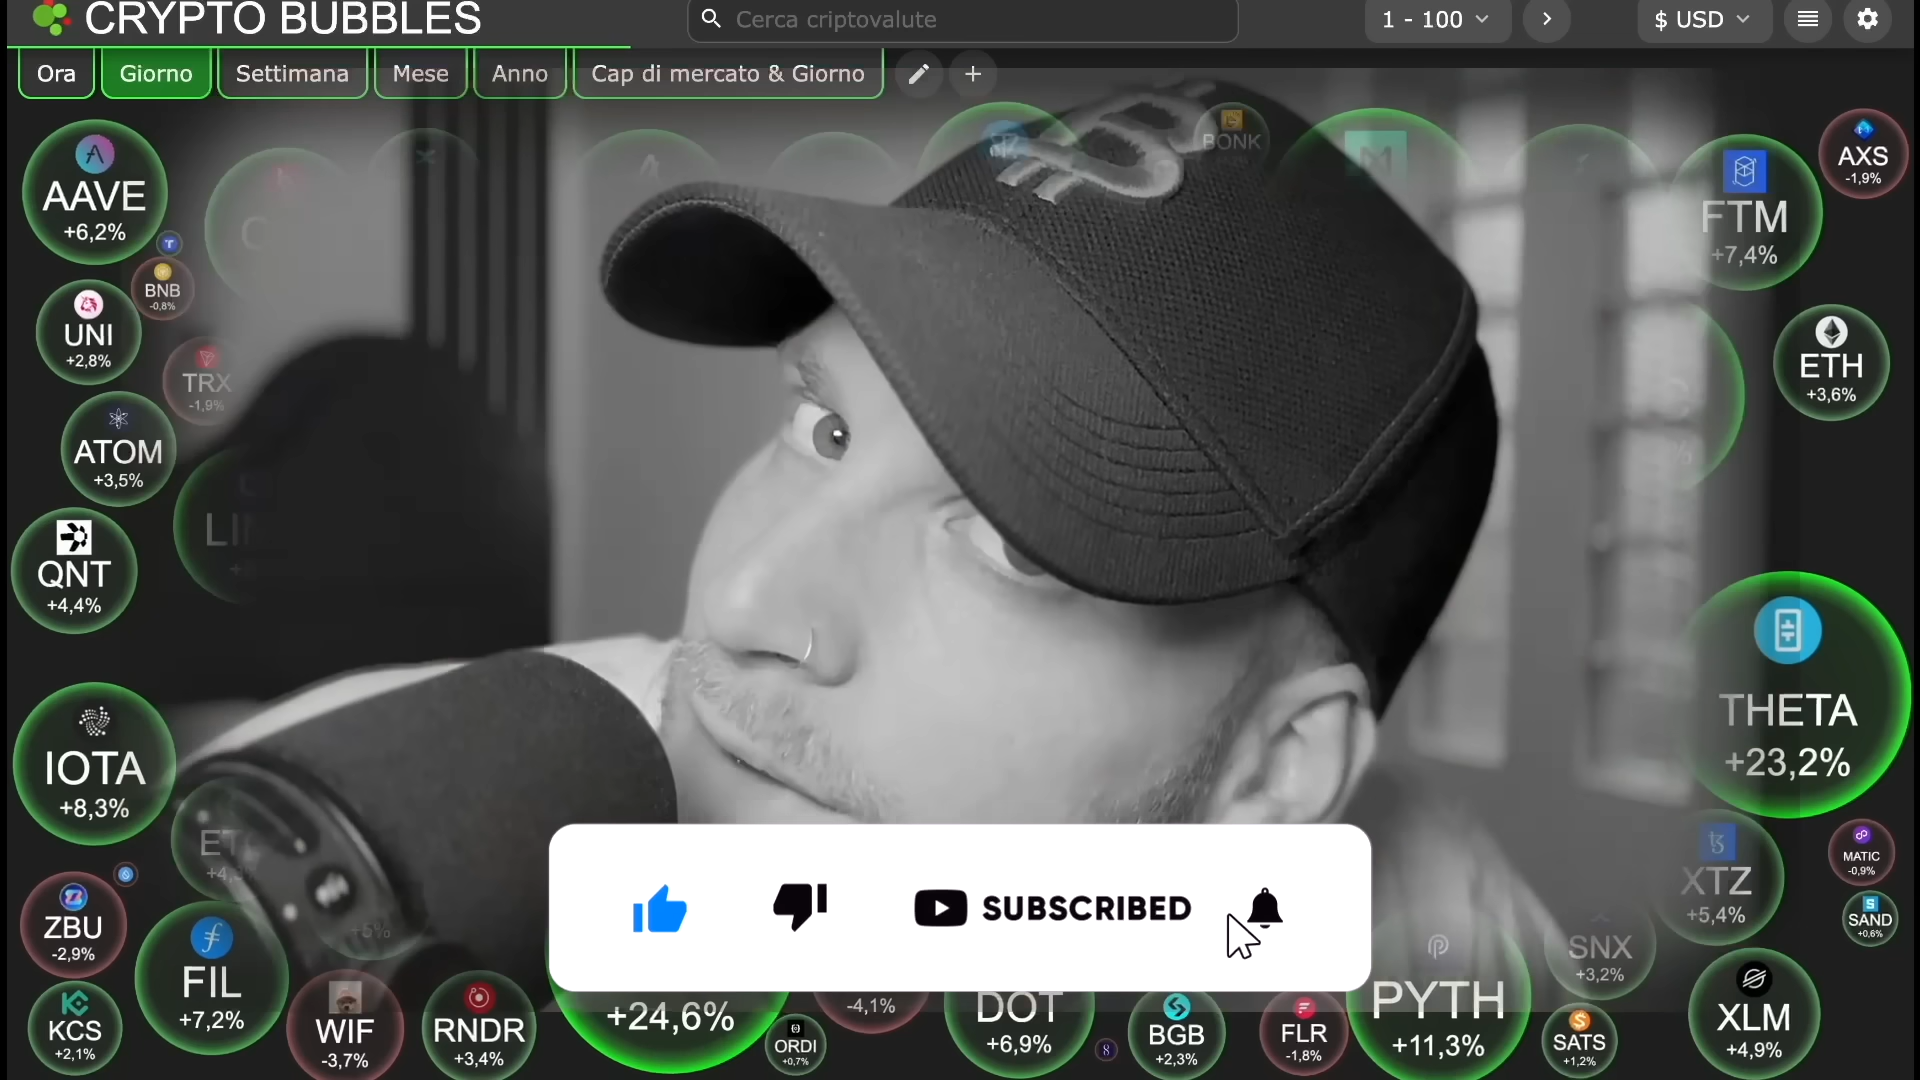 CRYPTO BUBBLES
Cerca criptovalute
1 - 100
$ USD
Ora
Giorno
Settimana
Mese
Anno
Cap di mercato & Giorno
AAVE
+6,2%
BONK
FTM
+7,4%
AXS
-1,9%
BNB
-0,8%
UNI
+2,8%
TRX
-1,9%
ETH
+3,6%
ATOM
+3,5%
QNT
+4,4%
IOTA
+8,3%
THETA
+23,2%
XTZ
+5,4%
MATIC
-0,9%
SAND
+0,6%
ZBU
-2,9%
FIL
+7,2%
+5%
SUBSCRIBED
SNX
+3,2%
KCS
+2,1%
WIF
-3,7%
RNDR
+3,4%
+24,6%
-4,1%
ORDI
+0,7%
DOT
+6,9%
BGB
+2,3%
FLR
-1,8%
PYTH
+11,3%
SATS
+1,2%
XLM
+4,9%